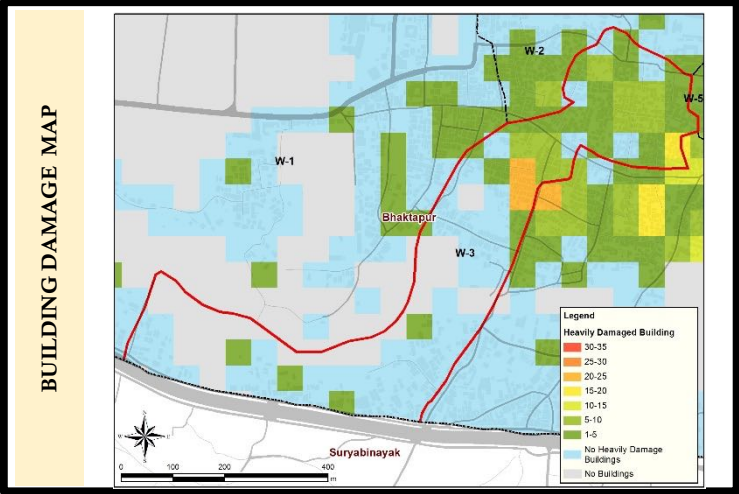 BUILDING DAMAGE MAP
W-2
W-5
W-1
Bhaktapur
W-3
Legend
Heavily Damaged Building
30-35
25-30
20-25
15-20
10-15
5-10
1-5
No Heavily Damage
Buildings
No Buildings
N
W
E
S
Suryabinayak
0 100 200 400
m